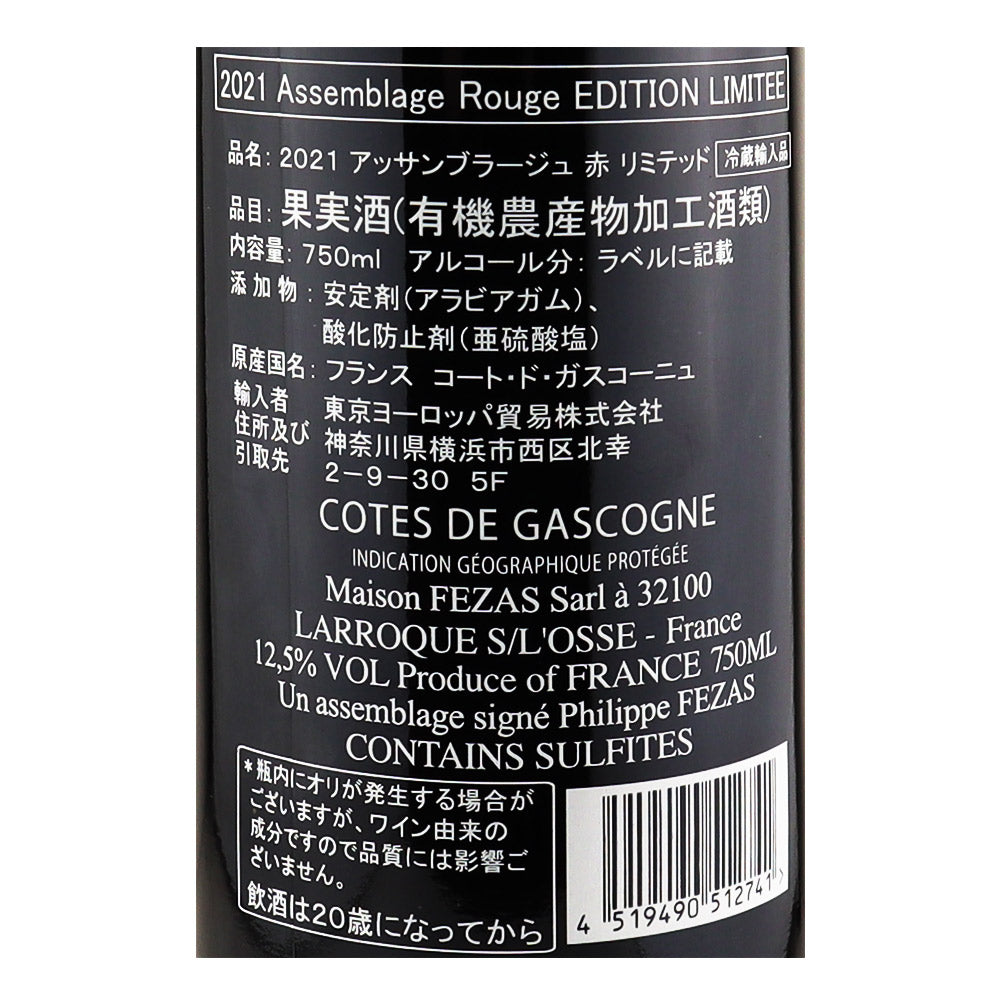 2021 Assemblage Rouge EDITION LIMITEE
品名: 2021 アッサンブラージュ 赤 リミテッド 冷蔵輸入品
品目: 果実酒(有機農産物加工酒類)
内容量: 750ml アルコール分: ラベルに記載
添加物: 安定剤(アラビアガム)、
酸化防止剤(亜硫酸塩)
原産国名: フランス コート・ド・ガスコーニュ
輸入者 東京ヨーロッパ貿易株式会社
住所及び 神奈川県横浜市西区北幸
引取先 2-9-30 5F
COTES DE GASCOGNE
INDICATION GÉOGRAPHIQUE PROTÉGÉE
Maison FEZAS Sarl à 32100
LARROQUE S/L'OSSE - France
12,5% VOL Produce of FRANCE 750ML
Un assemblage signé Philippe FEZAS
CONTAINS SULFITES
*瓶内にオリが発生する場合が
ございますが、ワイン由来の
成分ですので品質には影響ご
ざいません。
飲酒は20歳になってから
4 519490 512741 >